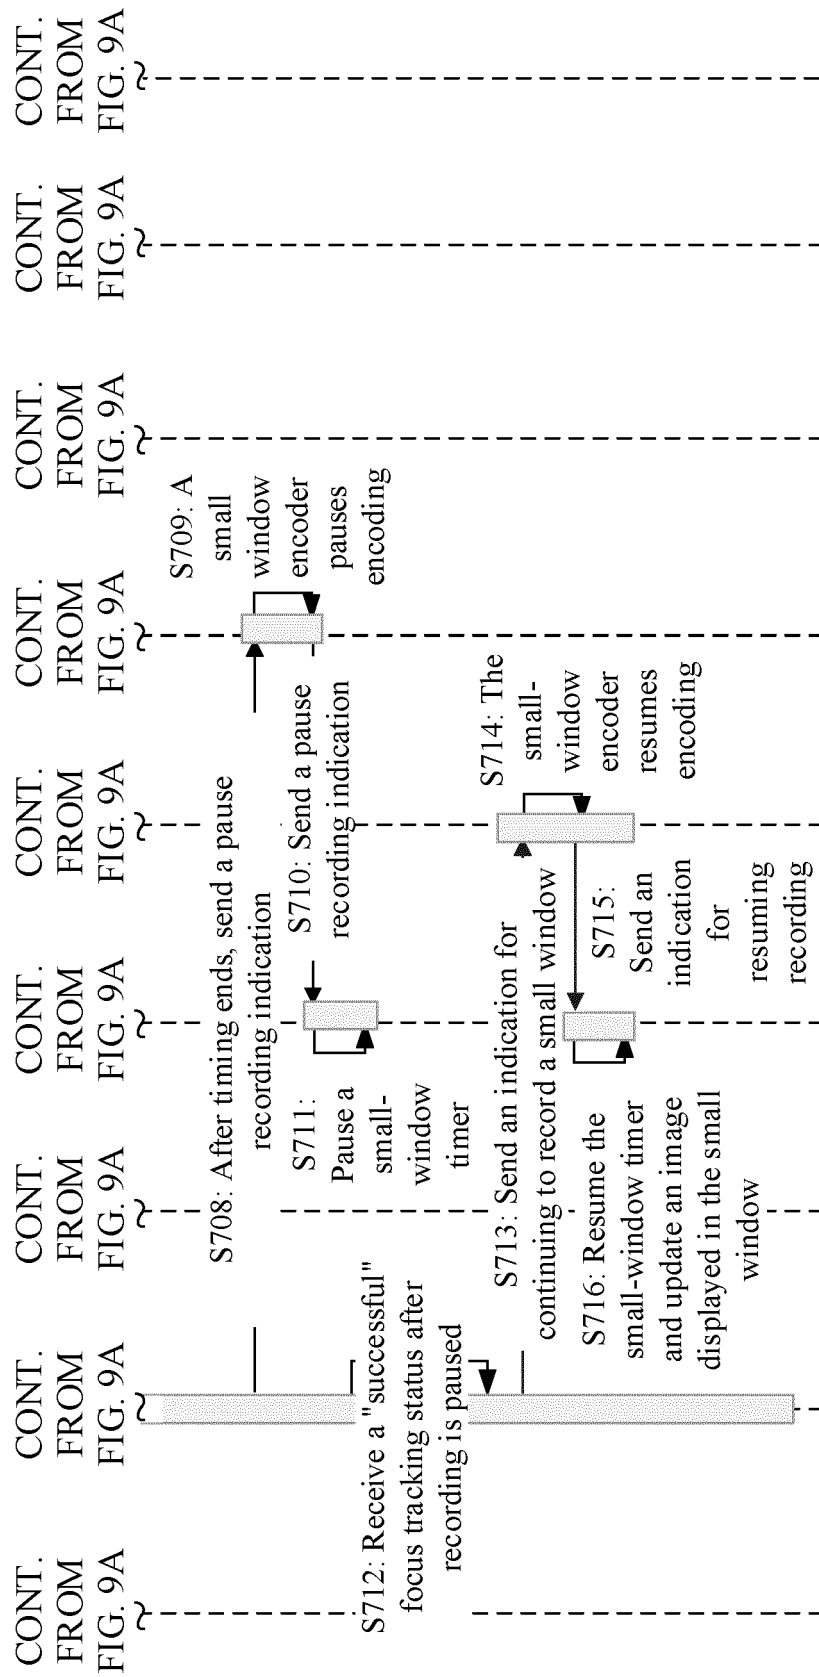 CONT.
FROM
FIG. 9A
CONT.
FROM
FIG. 9A
CONT.
FROM
FIG. 9A
CONT.
FROM
FIG. 9A
CONT.
FROM
FIG. 9A
CONT.
FROM
FIG. 9A
CONT.
FROM
FIG. 9A
CONT.
FROM
FIG. 9A
CONT.
FROM
FIG. 9A
S708: After timing ends, send a pause
recording indication
S709: A
small
window
encoder
pauses
encoding
S710: Send a pause
recording indication
S711:
Pause a
small-
window
timer
S712: Receive a "successful"
focus tracking status after
recording is paused
S713: Send an indication for
continuing to record a small window
S714: The
small-
window
encoder
resumes
encoding
S715:
Send an
indication
for
resuming
recording
S716: Resume the
small-window timer
and update an image
displayed in the small
window